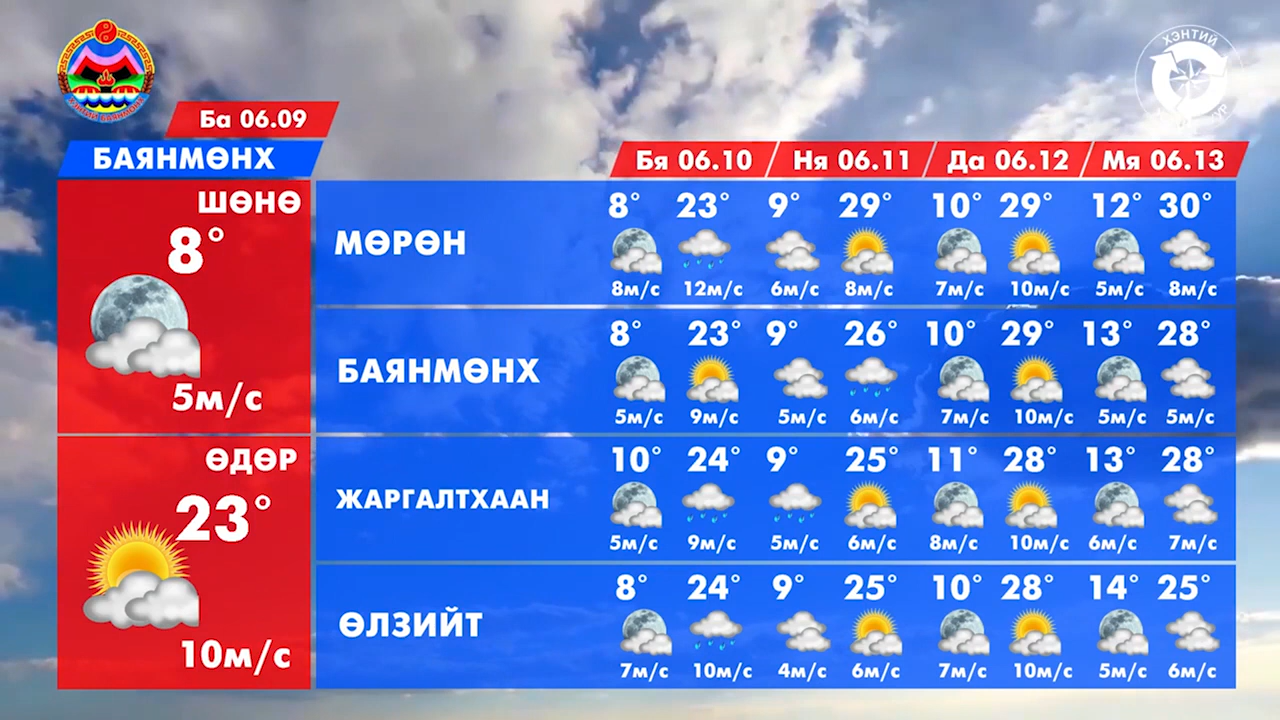 ХЭНТИЙ
Ба 06.09
БАЯНМӨНХ
Бя 06.10 Ня 06.11 Да 06.12 Мя 06.13
ШӨНӨ
8°
5м/с
ӨДӨР
23°
10м/с
МӨРӨН
8° 23° 9° 29° 10° 29° 12° 30°
8м/с 12м/с 6м/с 8м/с 7м/с 10м/с 5м/с 8м/с
БАЯНМӨНХ
8° 23° 9° 26° 10° 29° 13° 28°
5м/с 9м/с 5м/с 6м/с 7м/с 10м/с 5м/с 5м/с
ЖАРГАЛТХААН
10° 24° 9° 25° 11° 28° 13° 28°
5м/с 9м/с 5м/с 6м/с 8м/с 10м/с 6м/с 7м/с
ӨЛЗИЙТ
8° 24° 9° 25° 10° 28° 14° 25°
7м/с 10м/с 4м/с 6м/с 7м/с 10м/с 5м/с 6м/с